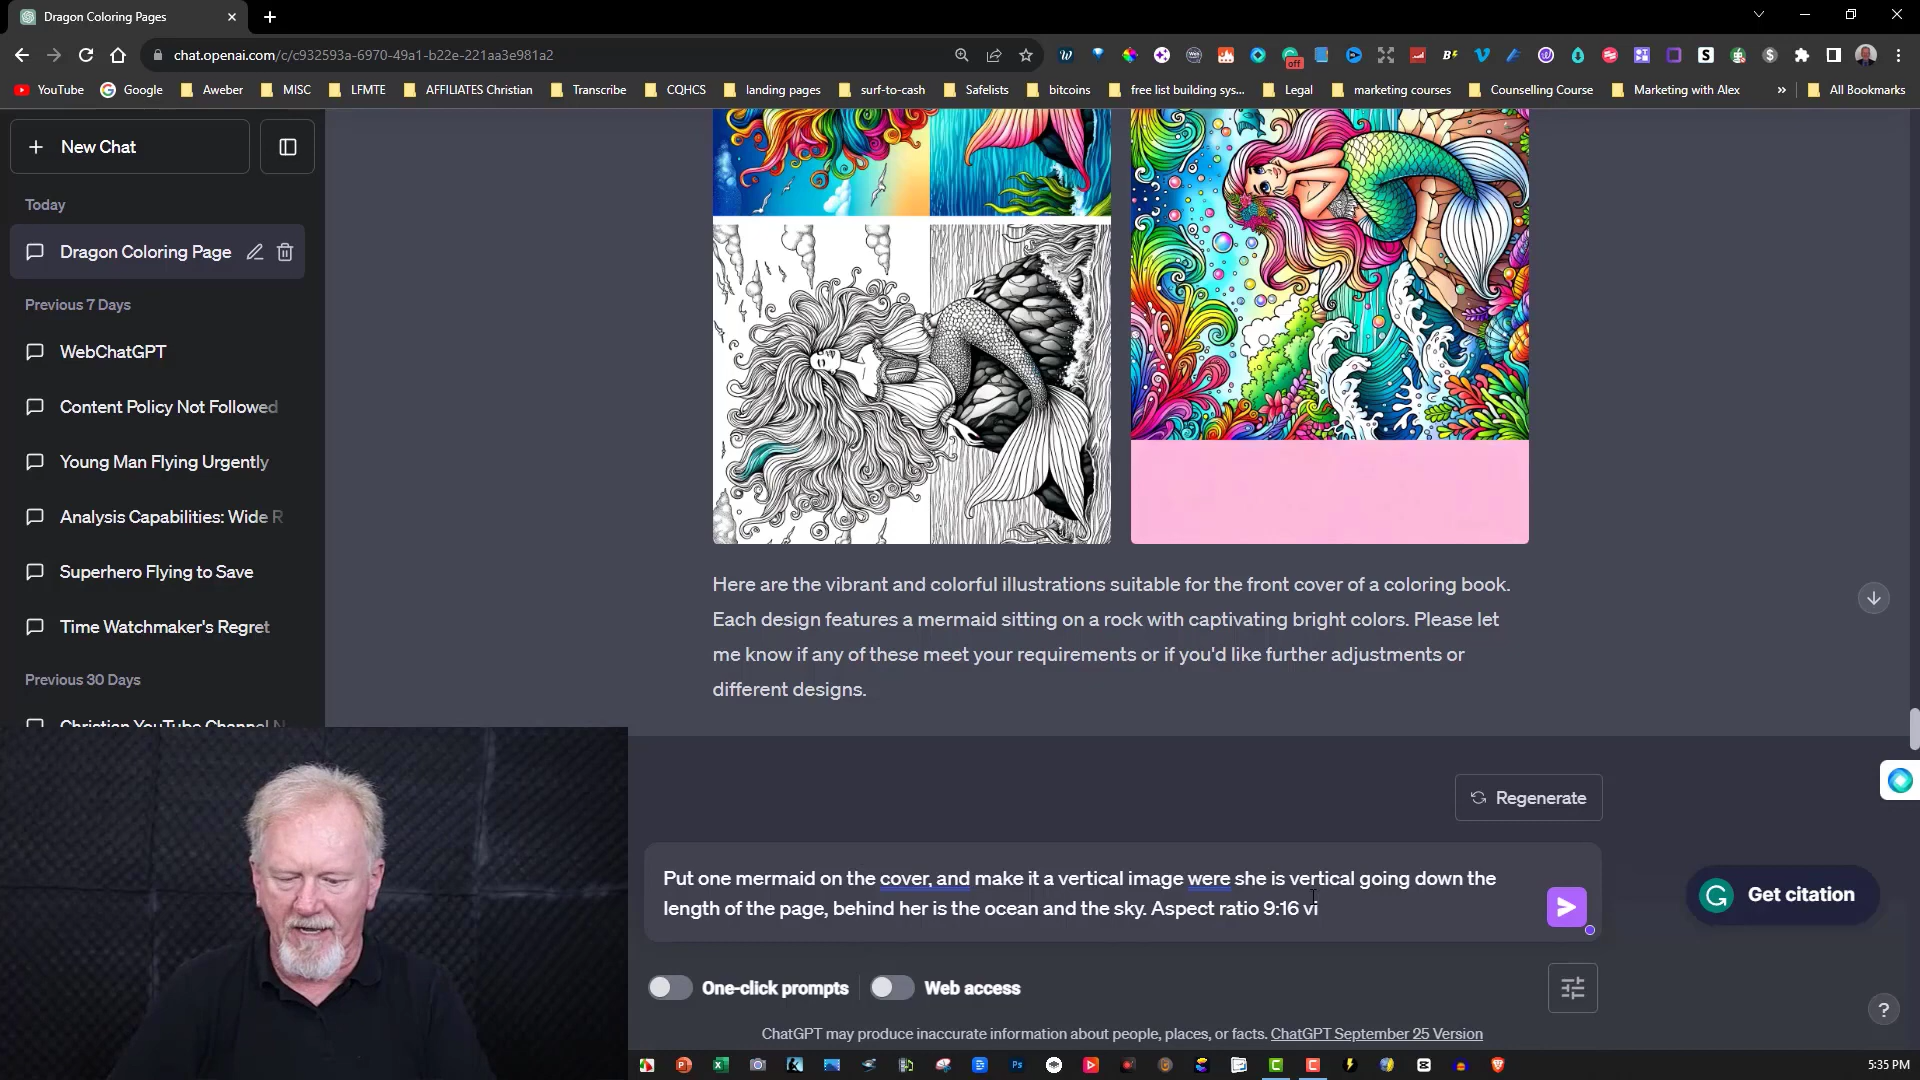 Dragon Coloring Pages
chat.openai.com/c/c932593a-6970-49a1-b22e-221aa3e981a2
off
YouTube
Google
Aweber
MISC
LFMTE
AFFILIATES Christian
Transcribe
CQHCS
landing pages
surf-to-cash
Safelists
bitcoins
free list building sys...
Legal
marketing courses
Counselling Course
Marketing with Alex
»
All Bookmarks
New Chat
Today
Dragon Coloring Page
Previous 7 Days
WebChatGPT
Content Policy Not Followed
Young Man Flying Urgently
Analysis Capabilities: Wide R
Superhero Flying to Save
Time Watchmaker's Regret
Previous 30 Days
Christian YouTube Channel N
Here are the vibrant and colorful illustrations suitable for the front cover of a coloring book.
Each design features a mermaid sitting on a rock with captivating bright colors. Please let
me know if any of these meet your requirements or if you'd like further adjustments or
different designs.
Regenerate
Put one mermaid on the cover, and make it a vertical image were she is vertical going down the
length of the page, behind her is the ocean and the sky. Aspect ratio 9:16 vi
Get citation
One-click prompts
Web access
?
ChatGPT may produce inaccurate information about people, places, or facts. ChatGPT September 25 Version
5:35 PM